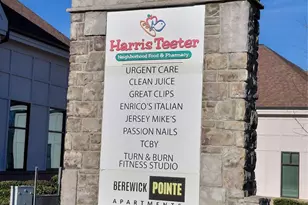 Harris Teeter
Neighborhood Food & Pharmacy
URGENT CARE
CLEAN JUICE
GREAT CLIPS
ENRICO'S ITALIAN
JERSEY MIKE'S
PASSION NAILS
TCBY
TURN & BURN
FITNESS STUDIO
BEREWICK POINTE
APARTMENTS